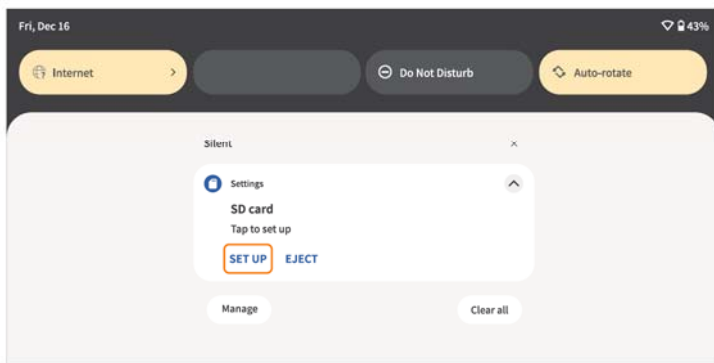 Fri, Dec 16
43%
Internet
Do Not Disturb
Auto-rotate
Silent
Settings
SD card
Tap to set up
SET UP EJECT
Manage
Clear all